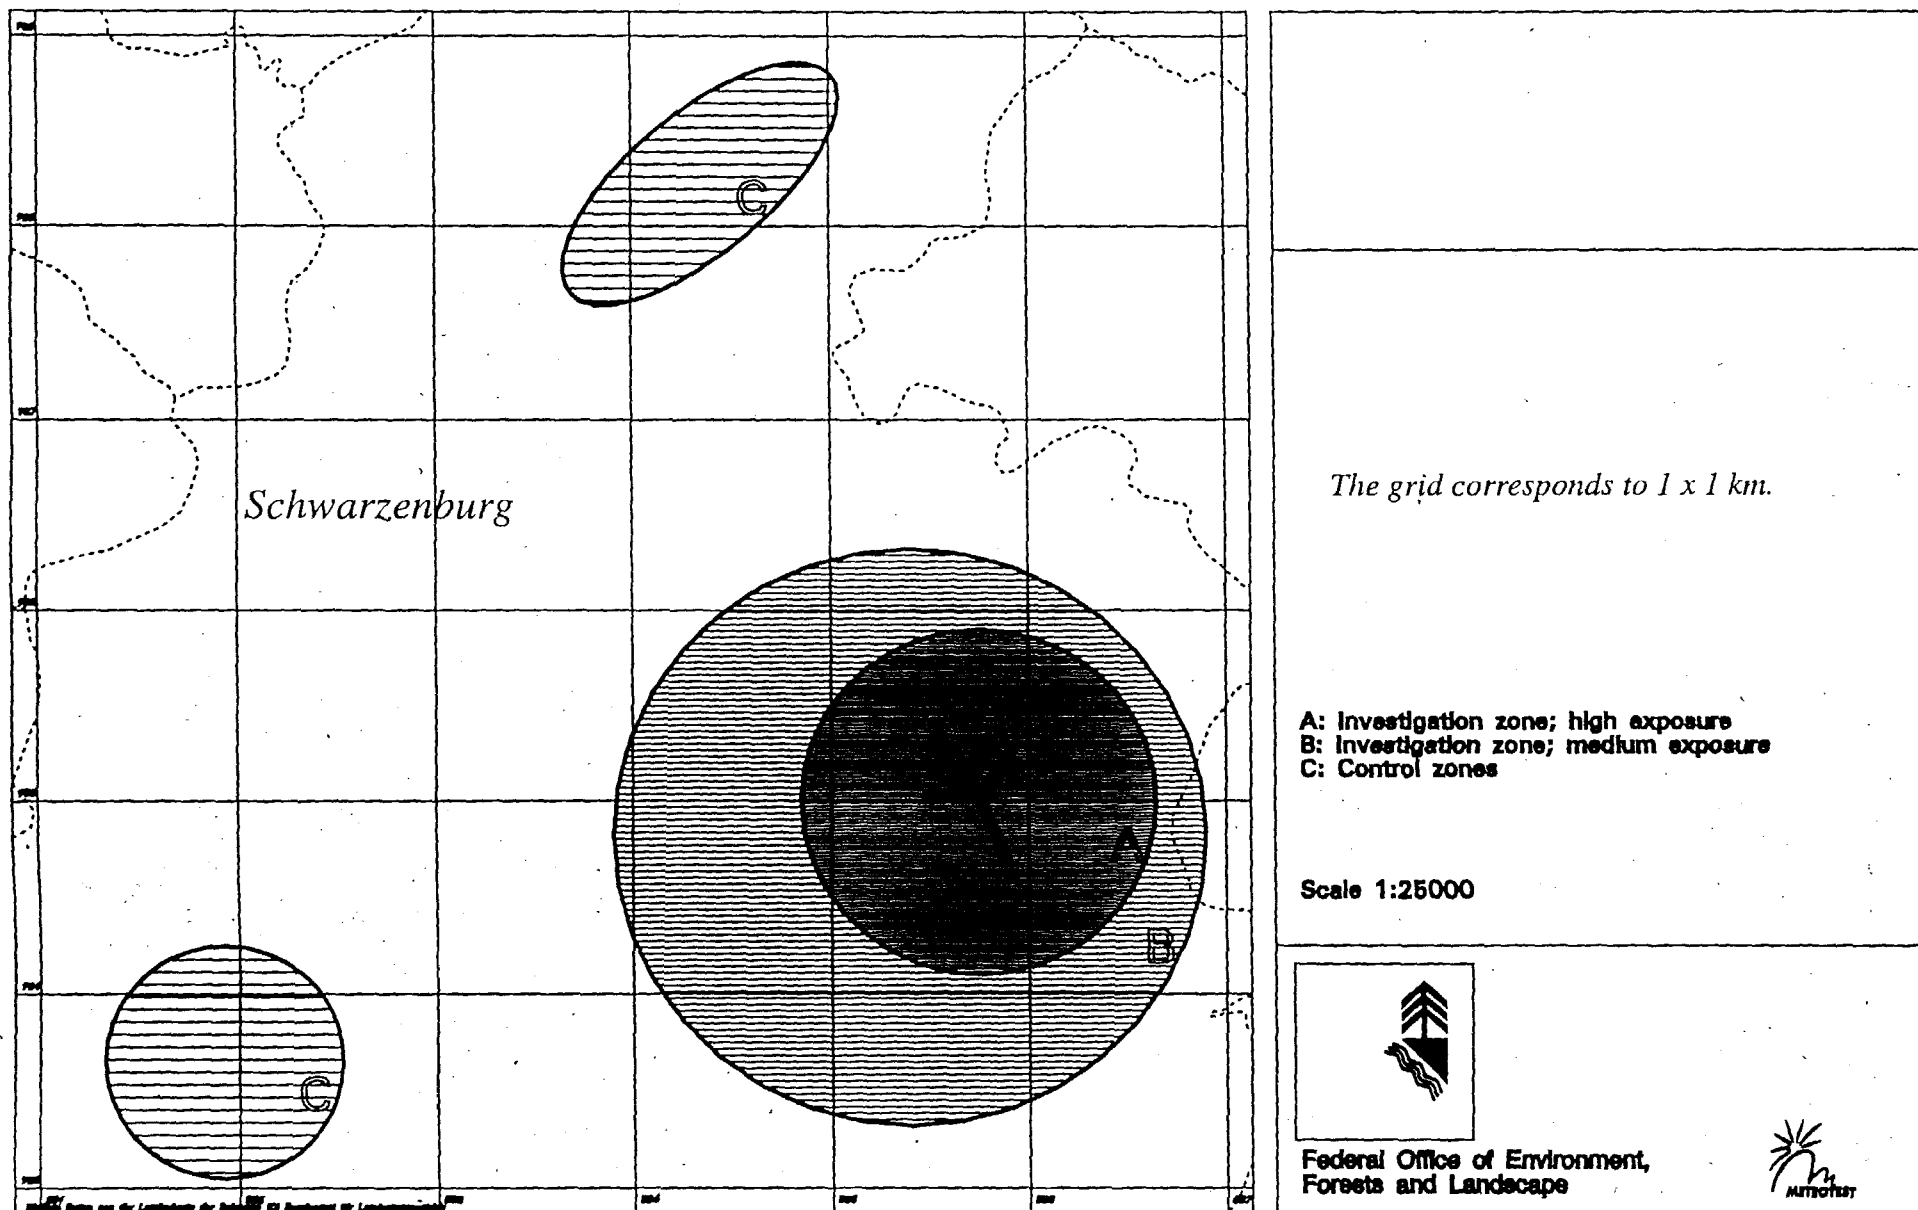 C
Schwarzenburg
A
B
C
The grid corresponds to 1 x 1 km.
A: Investigation zone; high exposure
B: Investigation zone; medium exposure
C: Control zones
Scale 1:25000
Federal Office of Environment,
Forests and Landscape
METEOTEST